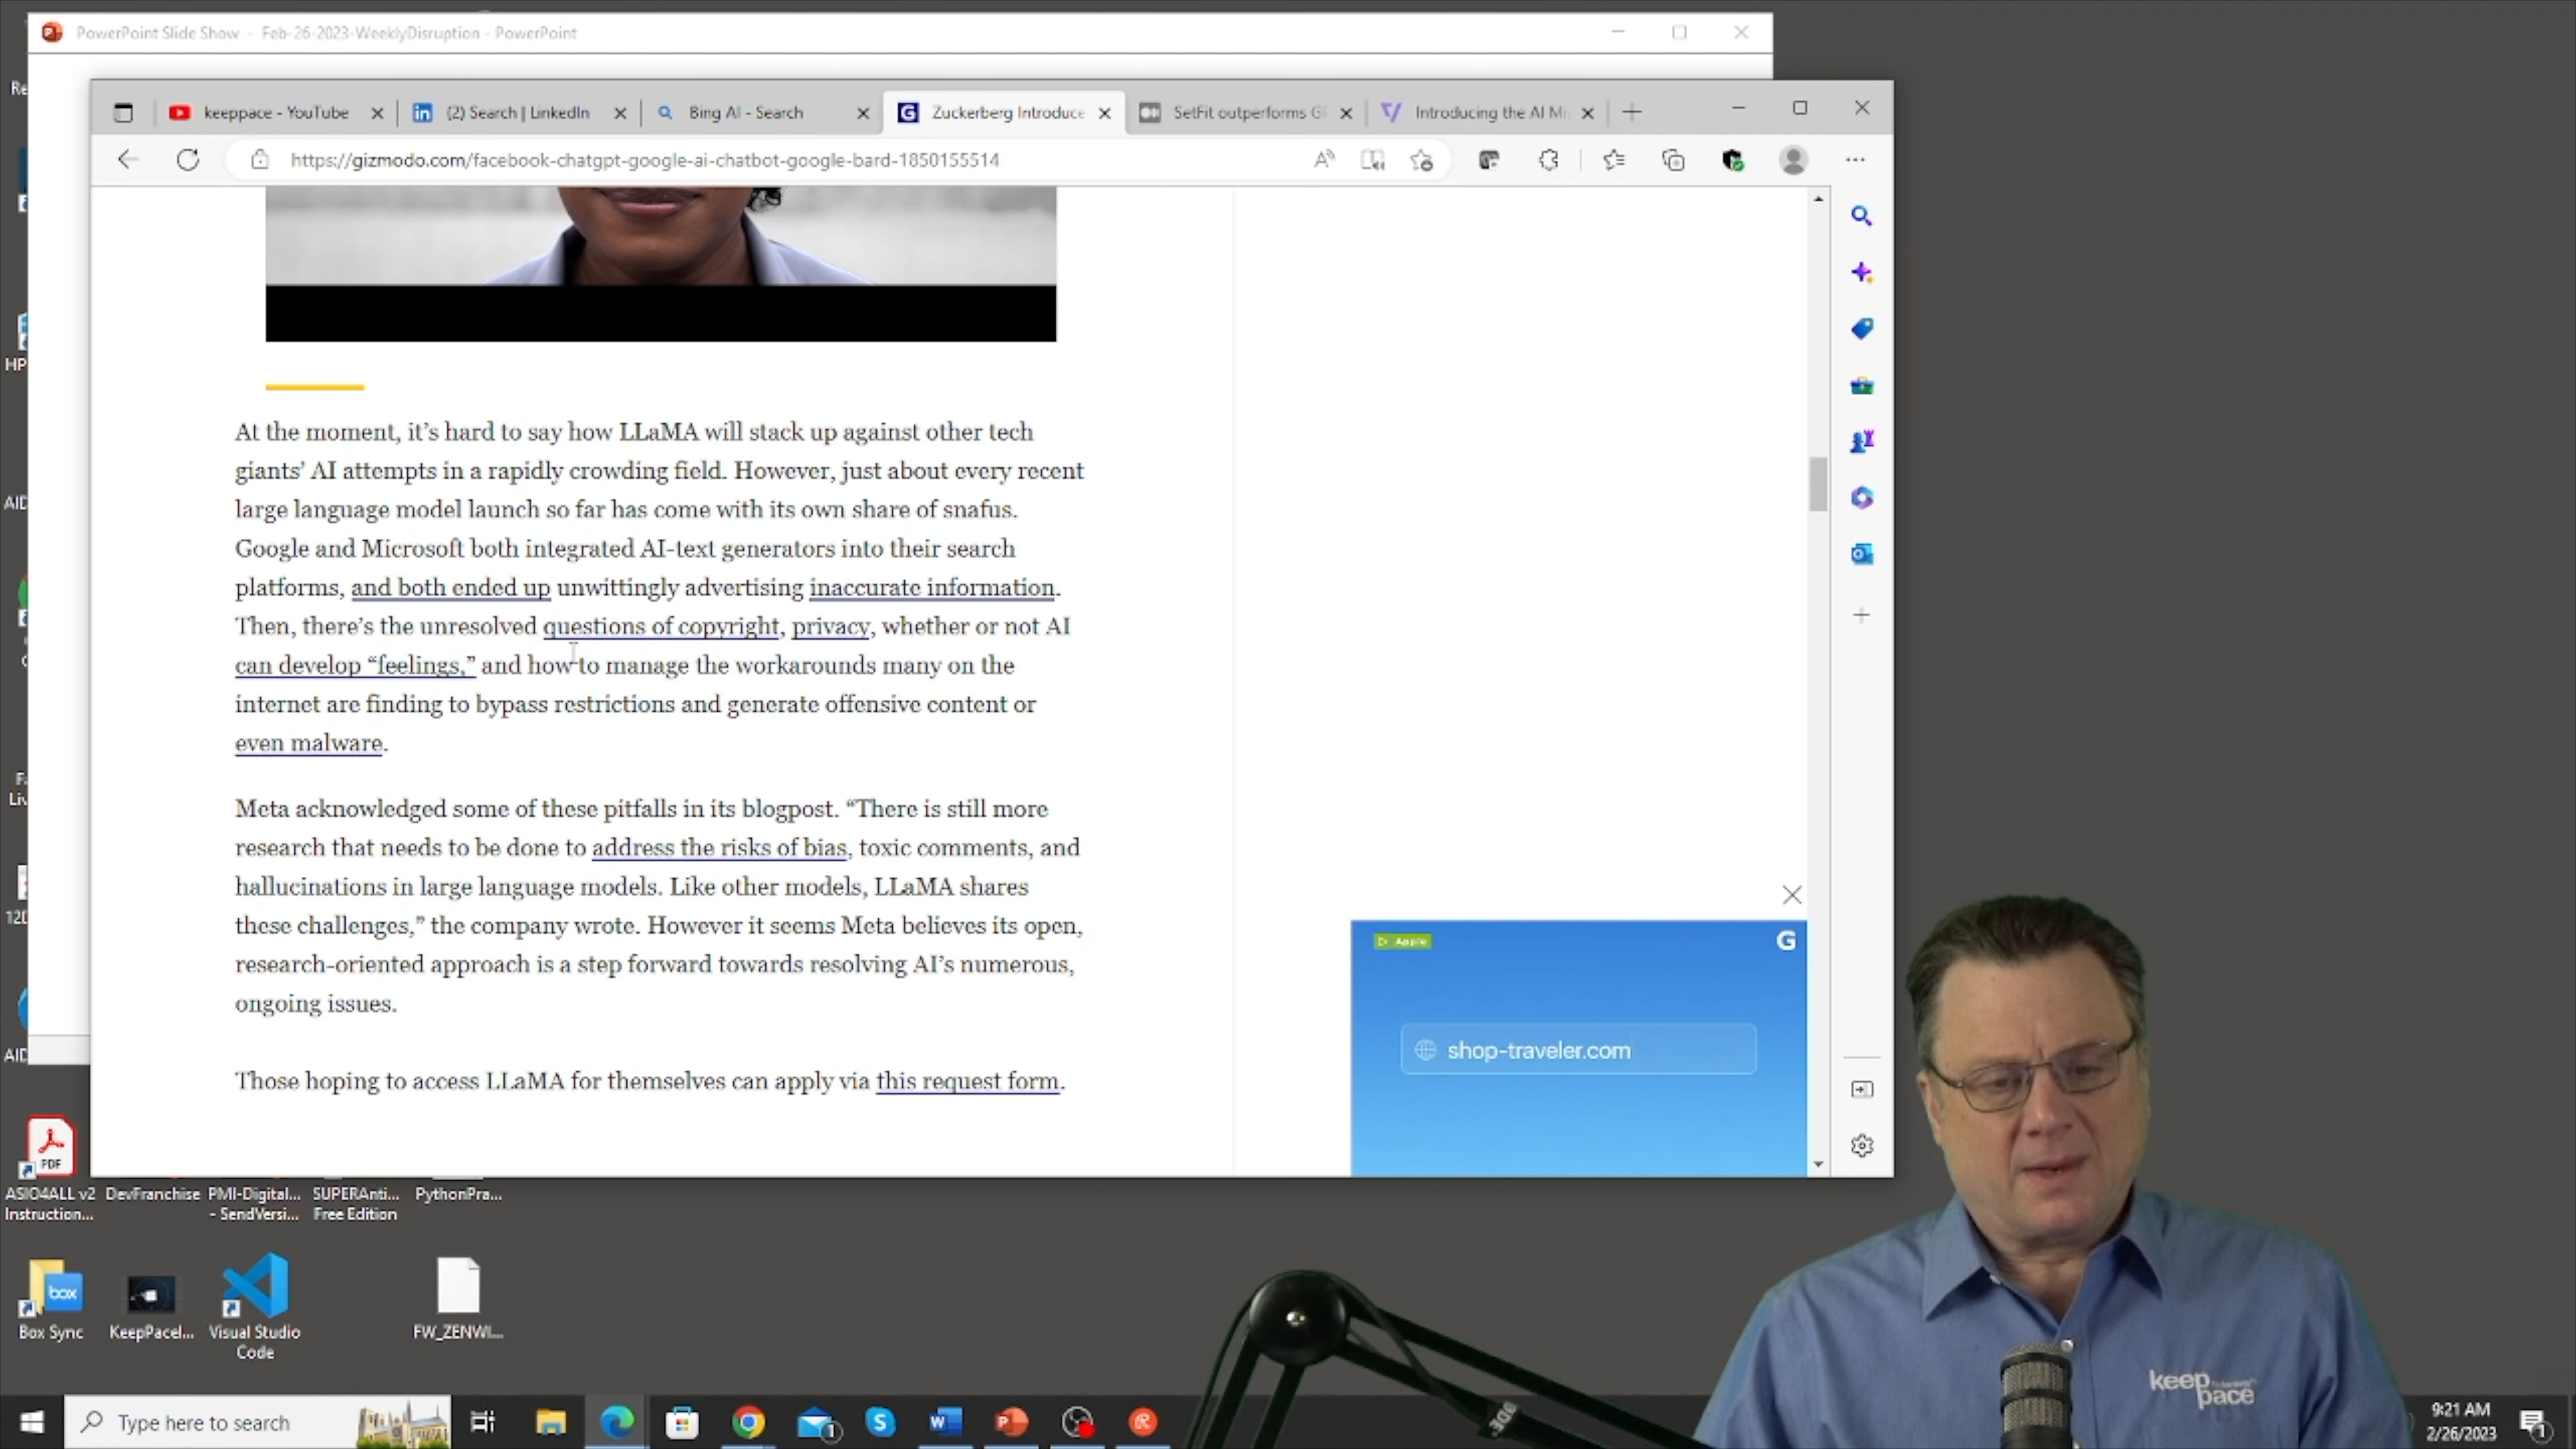 PowerPoint Slide Show - Feb-26-2023-WeeklyDisruption - PowerPoint
keeppace - YouTube
(2) Search | LinkedIn
Bing AI - Search
Zuckerberg Introduce
SetFit outperforms
Introducing the AI
https://gizmodo.com/facebook-chatgpt-google-ai-chatbot-google-bard-1850155514
At the moment, it's hard to say how LLaMA will stack up against other tech
giants' AI attempts in a rapidly crowding field. However, just about every recent
large language model launch so far has come with its own share of snafus.
Google and Microsoft both integrated AI-text generators into their search
platforms, and both ended up unwittingly advertising inaccurate information.
Then, there's the unresolved questions of copyright, privacy, whether or not AI
can develop “feelings,” and how to manage the workarounds many on the
internet are finding to bypass restrictions and generate offensive content or
even malware.
Meta acknowledged some of these pitfalls in its blogpost. “There is still more
research that needs to be done to address the risks of bias, toxic comments, and
hallucinations in large language models. Like other models, LLaMA shares
these challenges,” the company wrote. However it seems Meta believes its open,
research-oriented approach is a step forward towards resolving AI's numerous,
ongoing issues.
Those hoping to access LLaMA for themselves can apply via this request form.
Apple
G
shop-traveler.com
Re
HP
AID
Liv
12D
AID
PDF
ASIO4ALL v2
Instruction...
DevFranchise
PMI-Digital...
- SendVersi...
SUPERAnti...
Free Edition
PythonPra...
box
Box Sync
KeepPaceI...
Visual Studio
Code
FW_ZENWI...
keep
pace
Type here to search
9:21 AM
2/26/2023